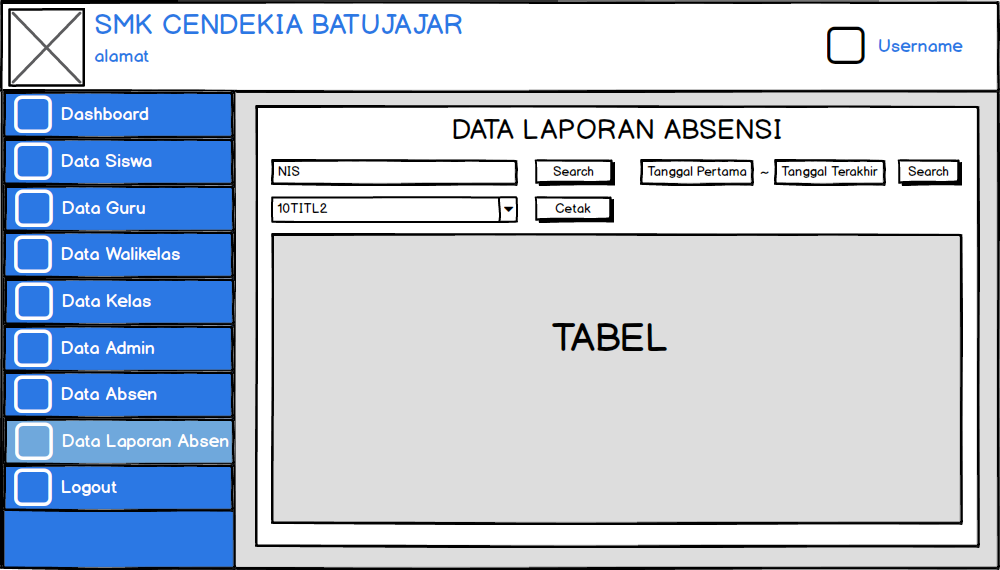 SMK CENDEKIA BATUJAJAR
alamat
Username
Dashboard
Data Siswa
Data Guru
Data Walikelas
Data Kelas
Data Admin
Data Absen
Data Laporan Absen
Logout
DATA LAPORAN ABSENSI
NIS Search Tanggal Pertama ~ Tanggal Terakhir Search
10TITL2 Cetak
TABEL